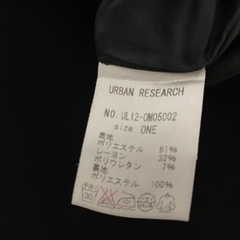 URBAN RESEARCH
NO. UL12-OM05002
size ONE
表地
ポリエステル 61%
レーヨン 32%
ポリウレタン 7%
裏地
ポリエステル 100%